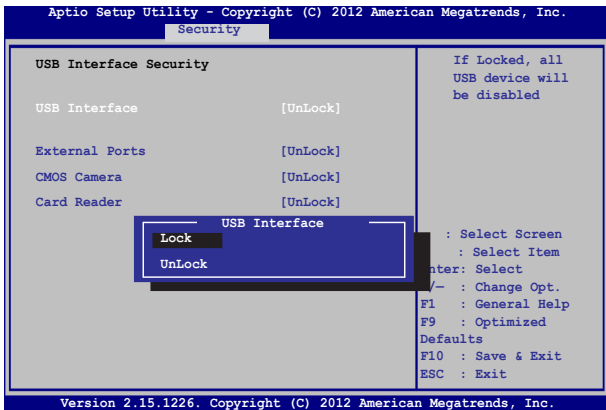 Aptio Setup Utility - Copyright (C) 2012 American Megatrends, Inc.
Security
USB Interface Security
USB Interface [UnLock]
External Ports [UnLock]
CMOS Camera [UnLock]
Card Reader [UnLock]
USB Interface
Lock
UnLock
If Locked, all
USB device will
be disabled
: Select Screen
: Select Item
nter: Select
/— : Change Opt.
F1 : General Help
F9 : Optimized
Defaults
F10 : Save & Exit
ESC : Exit
Version 2.15.1226. Copyright (C) 2012 American Megatrends, Inc.